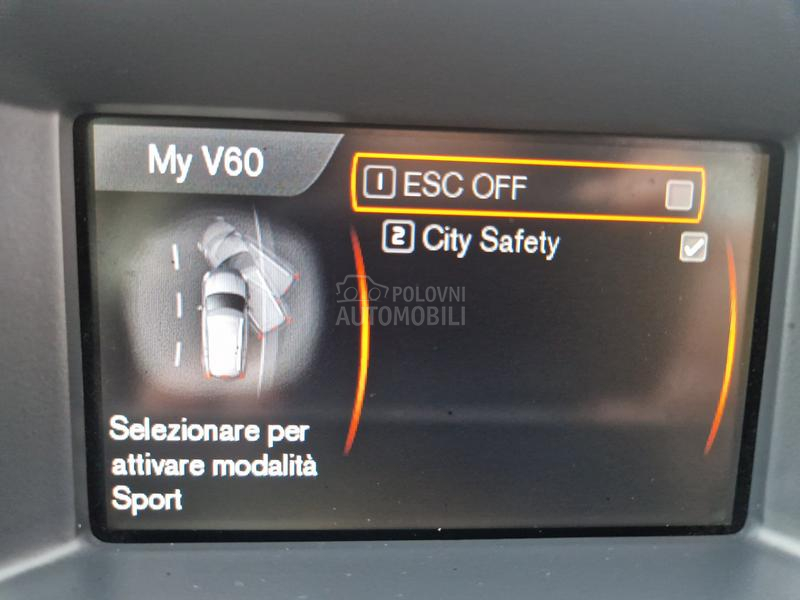 My V60
1 ESC OFF
2 City Safety
POLOVNI
AUTOMOBILI
Selezionare per
attivare modalità
Sport